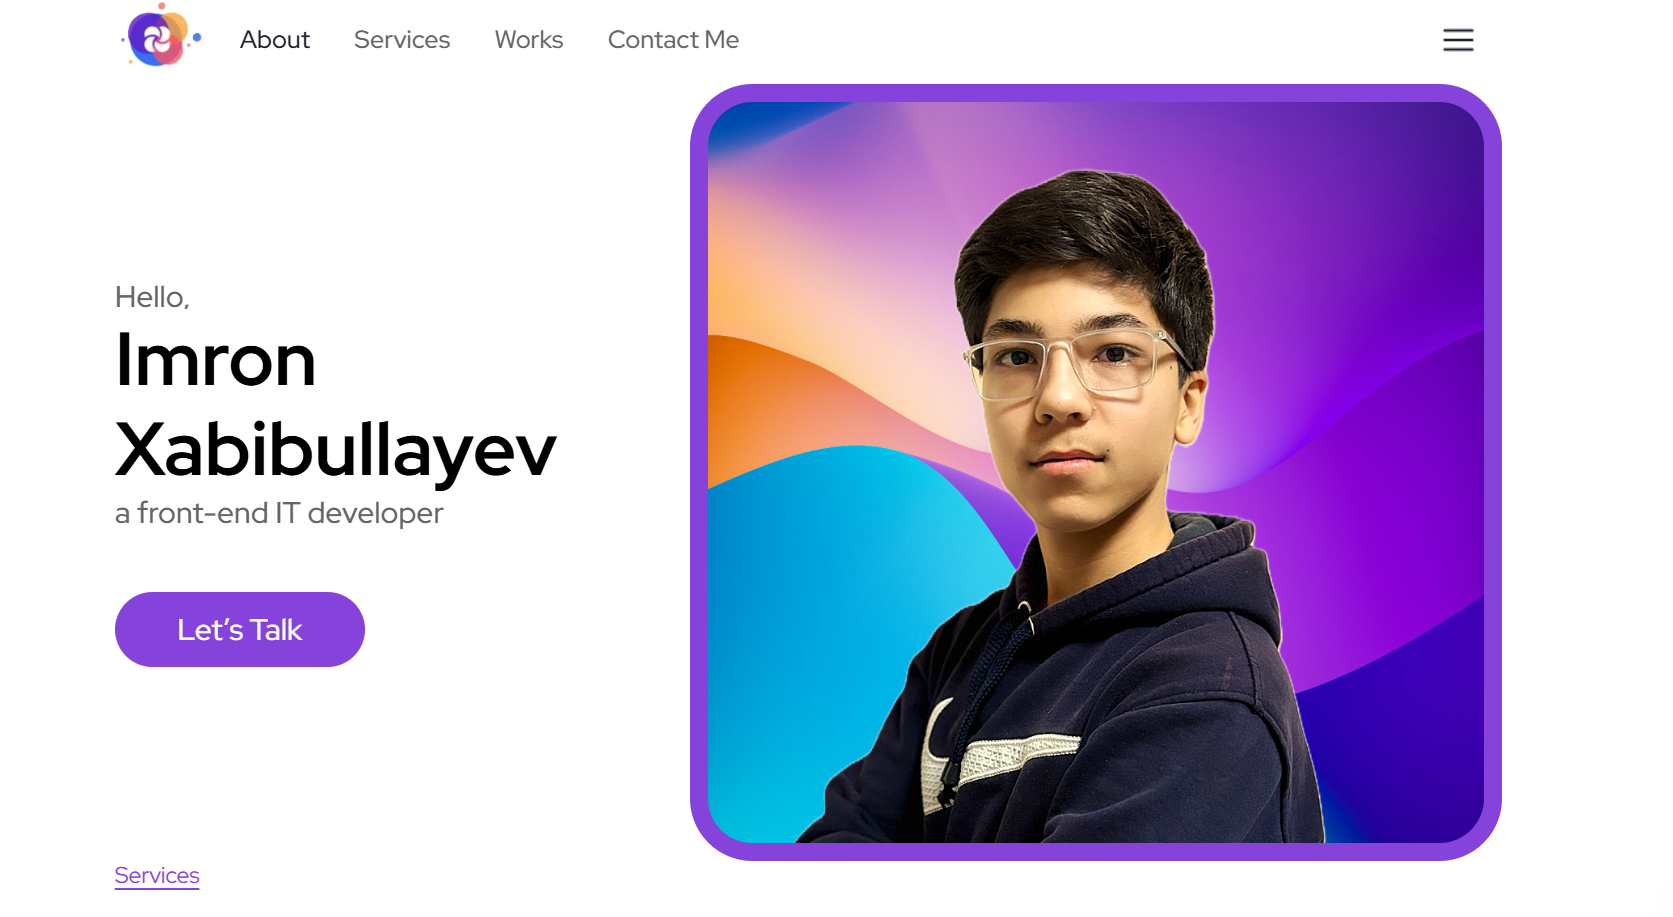 About Services Works Contact Me
Hello,
Imron
Xabibullayev
a front-end IT developer
Let's Talk
Services